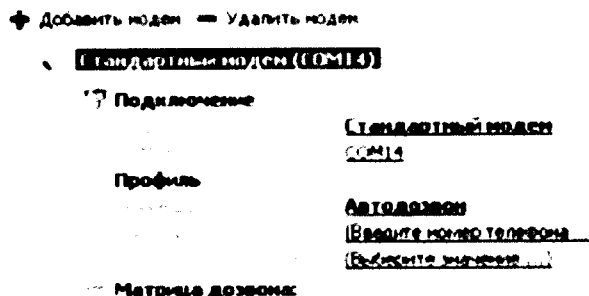 Добавить модем Удалить модем
Стандартный модем (COM14)
Подключение
Стандартный модем
COM14
Профиль
Автодозвон
(Введите номер телефона
(Выберите значение ...)
Матрица дозвона: